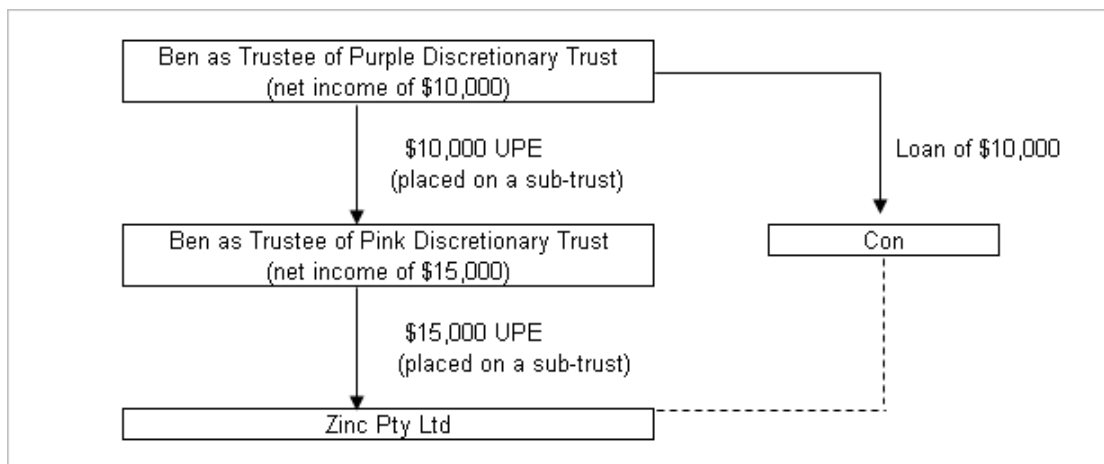 Ben as Trustee of Purple Discretionary Trust
(net income of $10,000)
$10,000 UPE
(placed on a sub-trust)
Loan of $10,000
Ben as Trustee of Pink Discretionary Trust
(net income of $15,000)
Con
$15,000 UPE
(placed on a sub-trust)
Zinc Pty Ltd